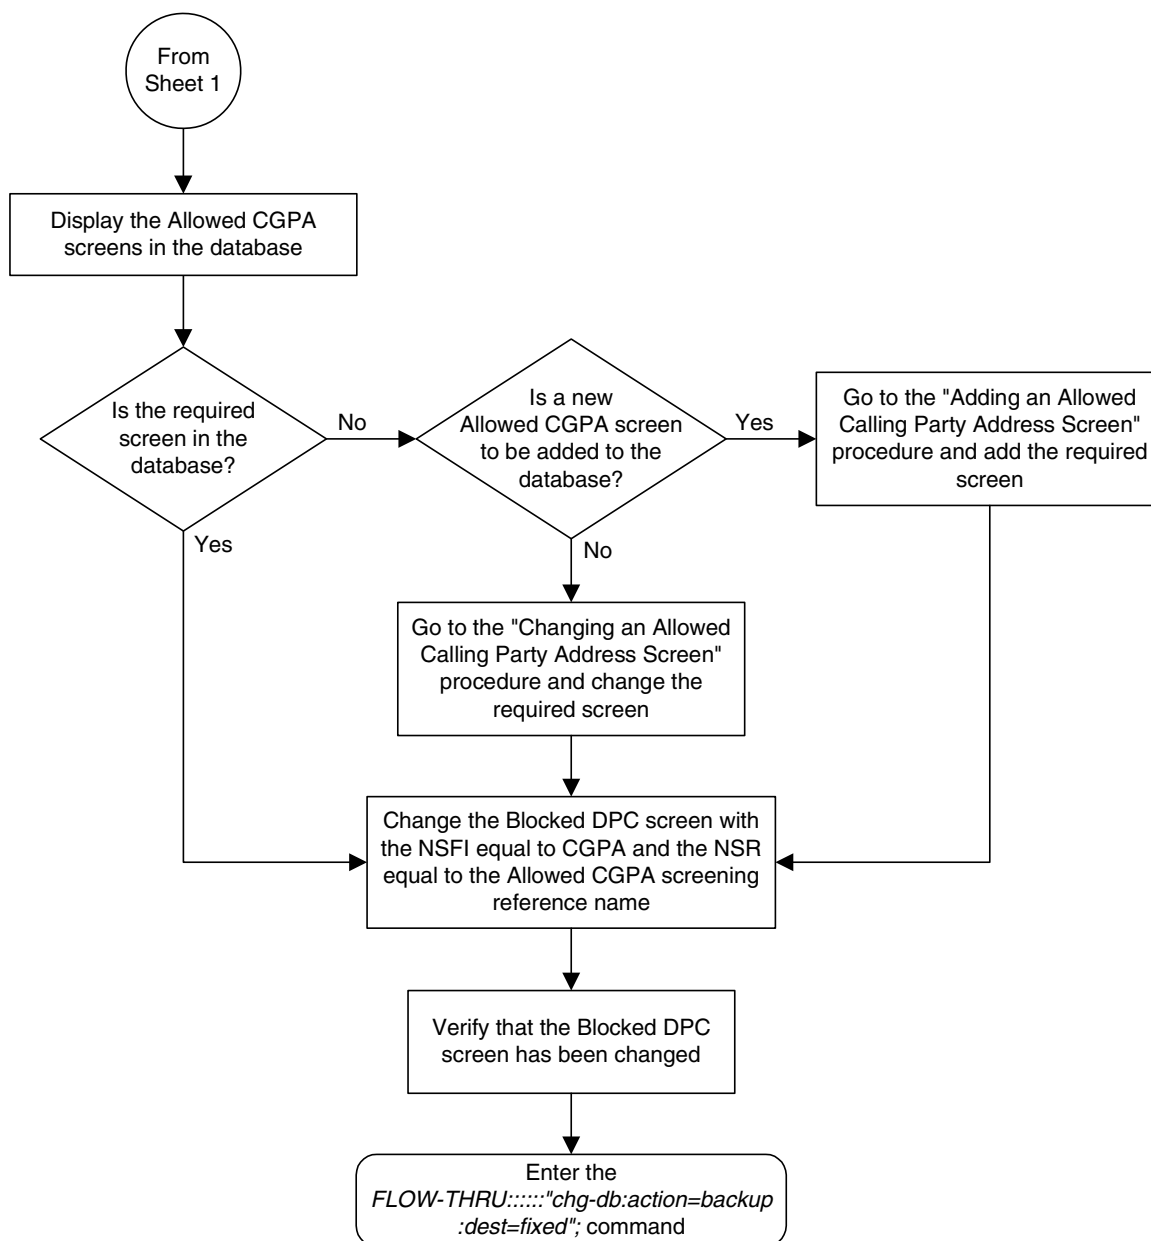 From
Sheet 1
Display the Allowed CGPA
screens in the database
Is the required
screen in the
database?
No
Yes
Is a new
Allowed CGPA screen
to be added to the
database?
Yes
No
Go to the "Adding an Allowed
Calling Party Address Screen"
procedure and add the required
screen
Go to the "Changing an Allowed
Calling Party Address Screen"
procedure and change the
required screen
Change the Blocked DPC screen with
the NSFI equal to CGPA and the NSR
equal to the Allowed CGPA screening
reference name
Verify that the Blocked DPC
screen has been changed
Enter the
FLOW-THRU::::::"chg-db:action=backup
:dest=fixed"; command